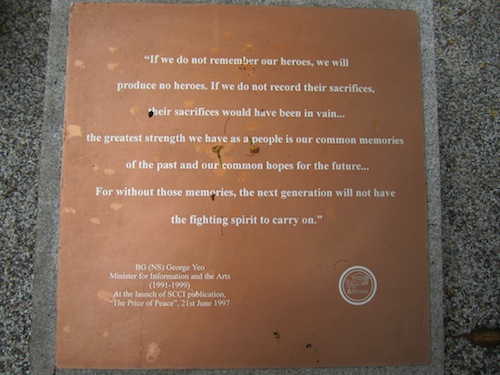 “If we do not remember our heroes, we will
produce no heroes. If we do not record their sacrifices,
their sacrifices would have been in vain...
the greatest strength we have as a people is our common memories
of the past and our common hopes for the future...
For without those memories, the next generation will not have
the fighting spirit to carry on.”
BG (NS) George Yeo
Minister for Information and the Arts
(1991-1999)
At the launch of SCCI publication,
“The Price of Peace”, 21st June 1997